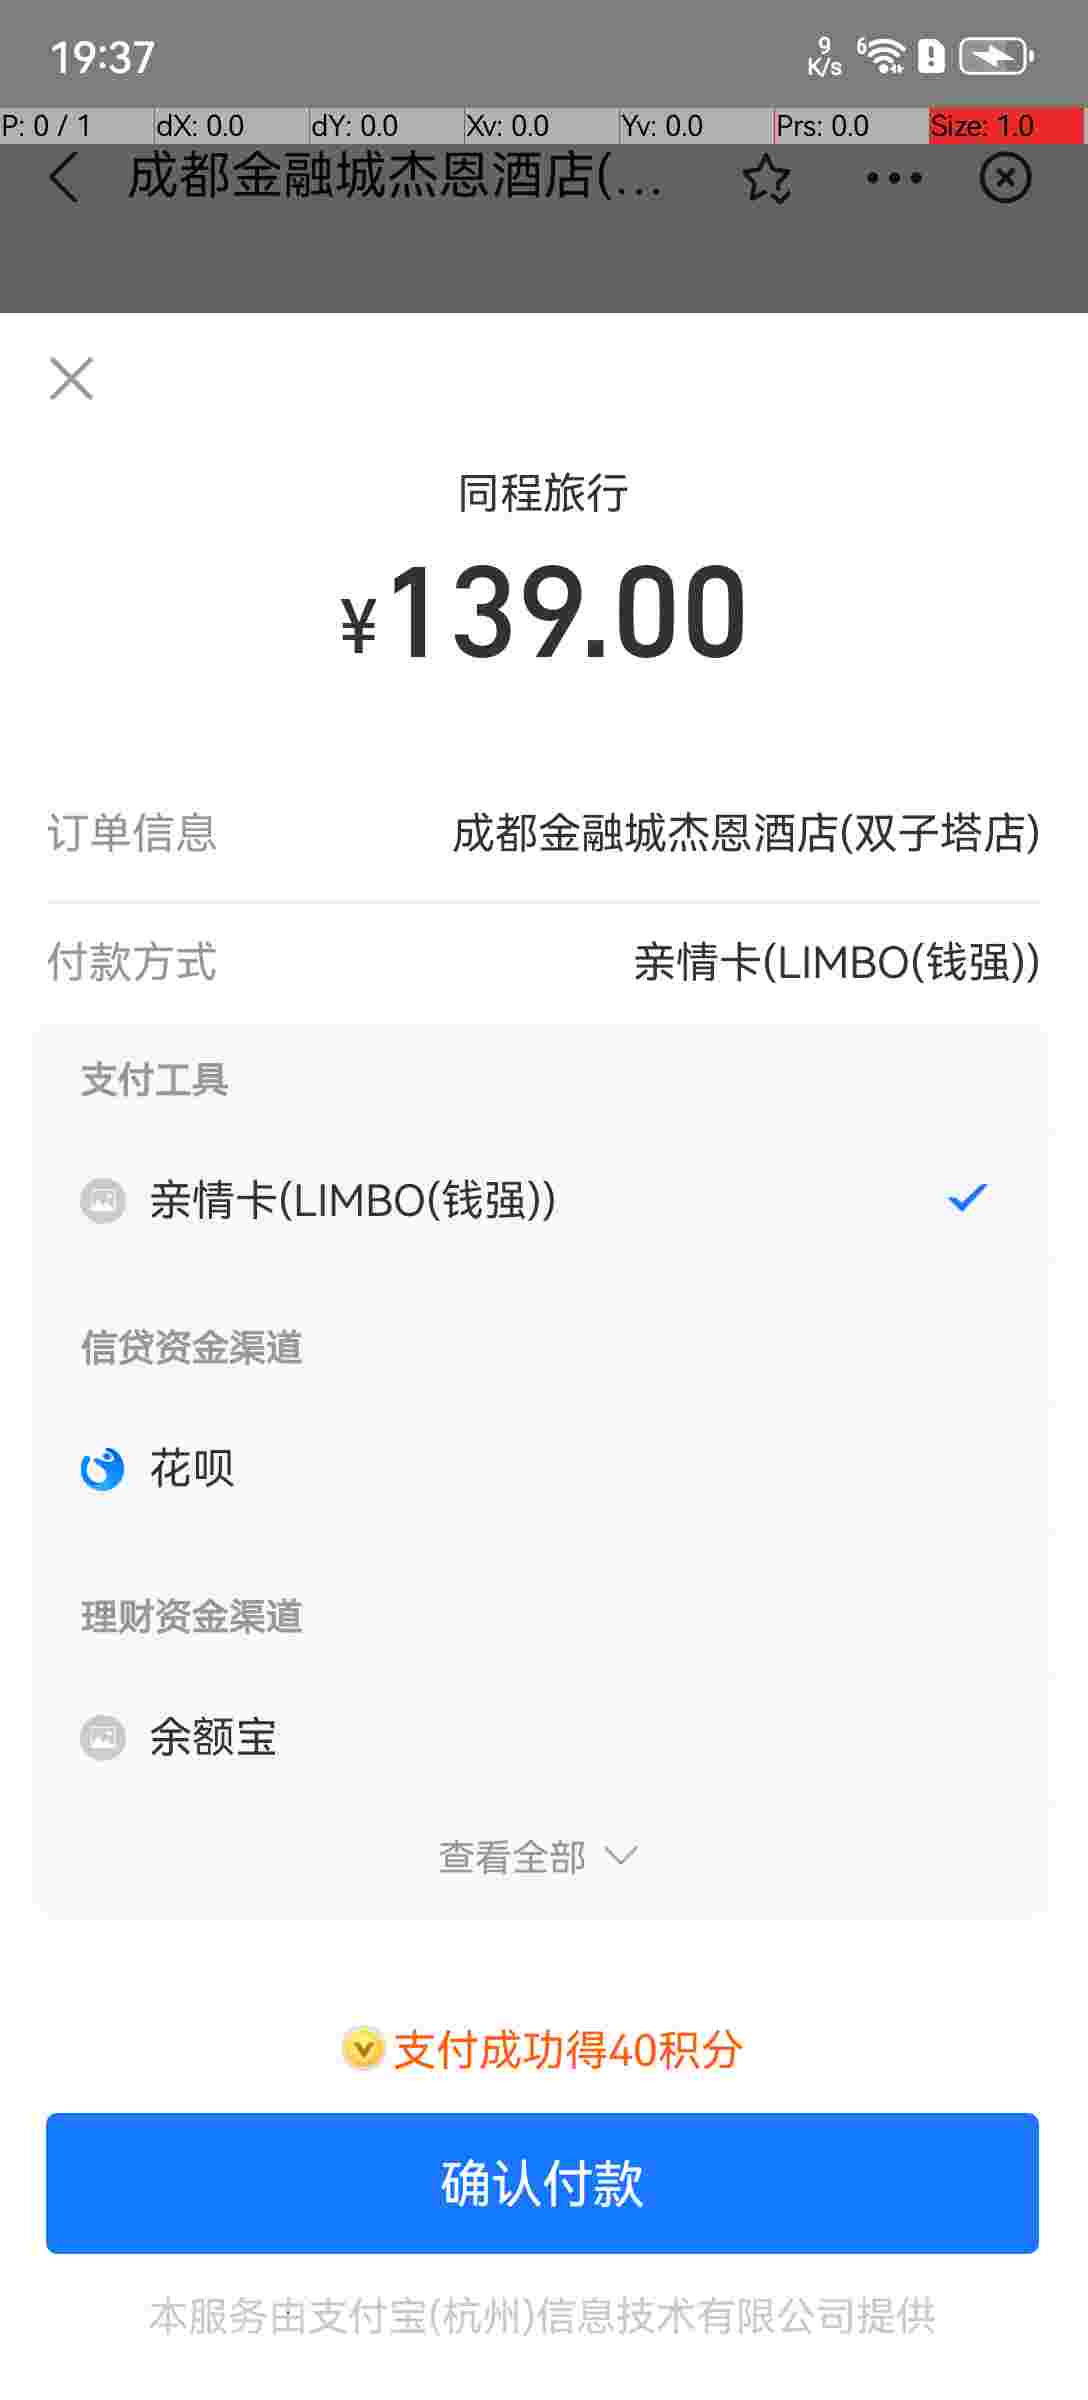 19:37
9
K/s
6
P: 0 / 1
dX: 0.0
dY: 0.0
Xv: 0.0
Yv: 0.0
Prs: 0.0
Size: 1.0
成都金融城杰恩酒店(...
同程旅行
¥139.00
订单信息
成都金融城杰恩酒店(双子塔店)
付款方式
亲情卡(LIMBO(钱强))
支付工具
亲情卡(LIMBO(钱强))
信贷资金渠道
花呗
理财资金渠道
余额宝
查看全部
支付成功得40积分
确认付款
本服务由支付宝(杭州)信息技术有限公司提供